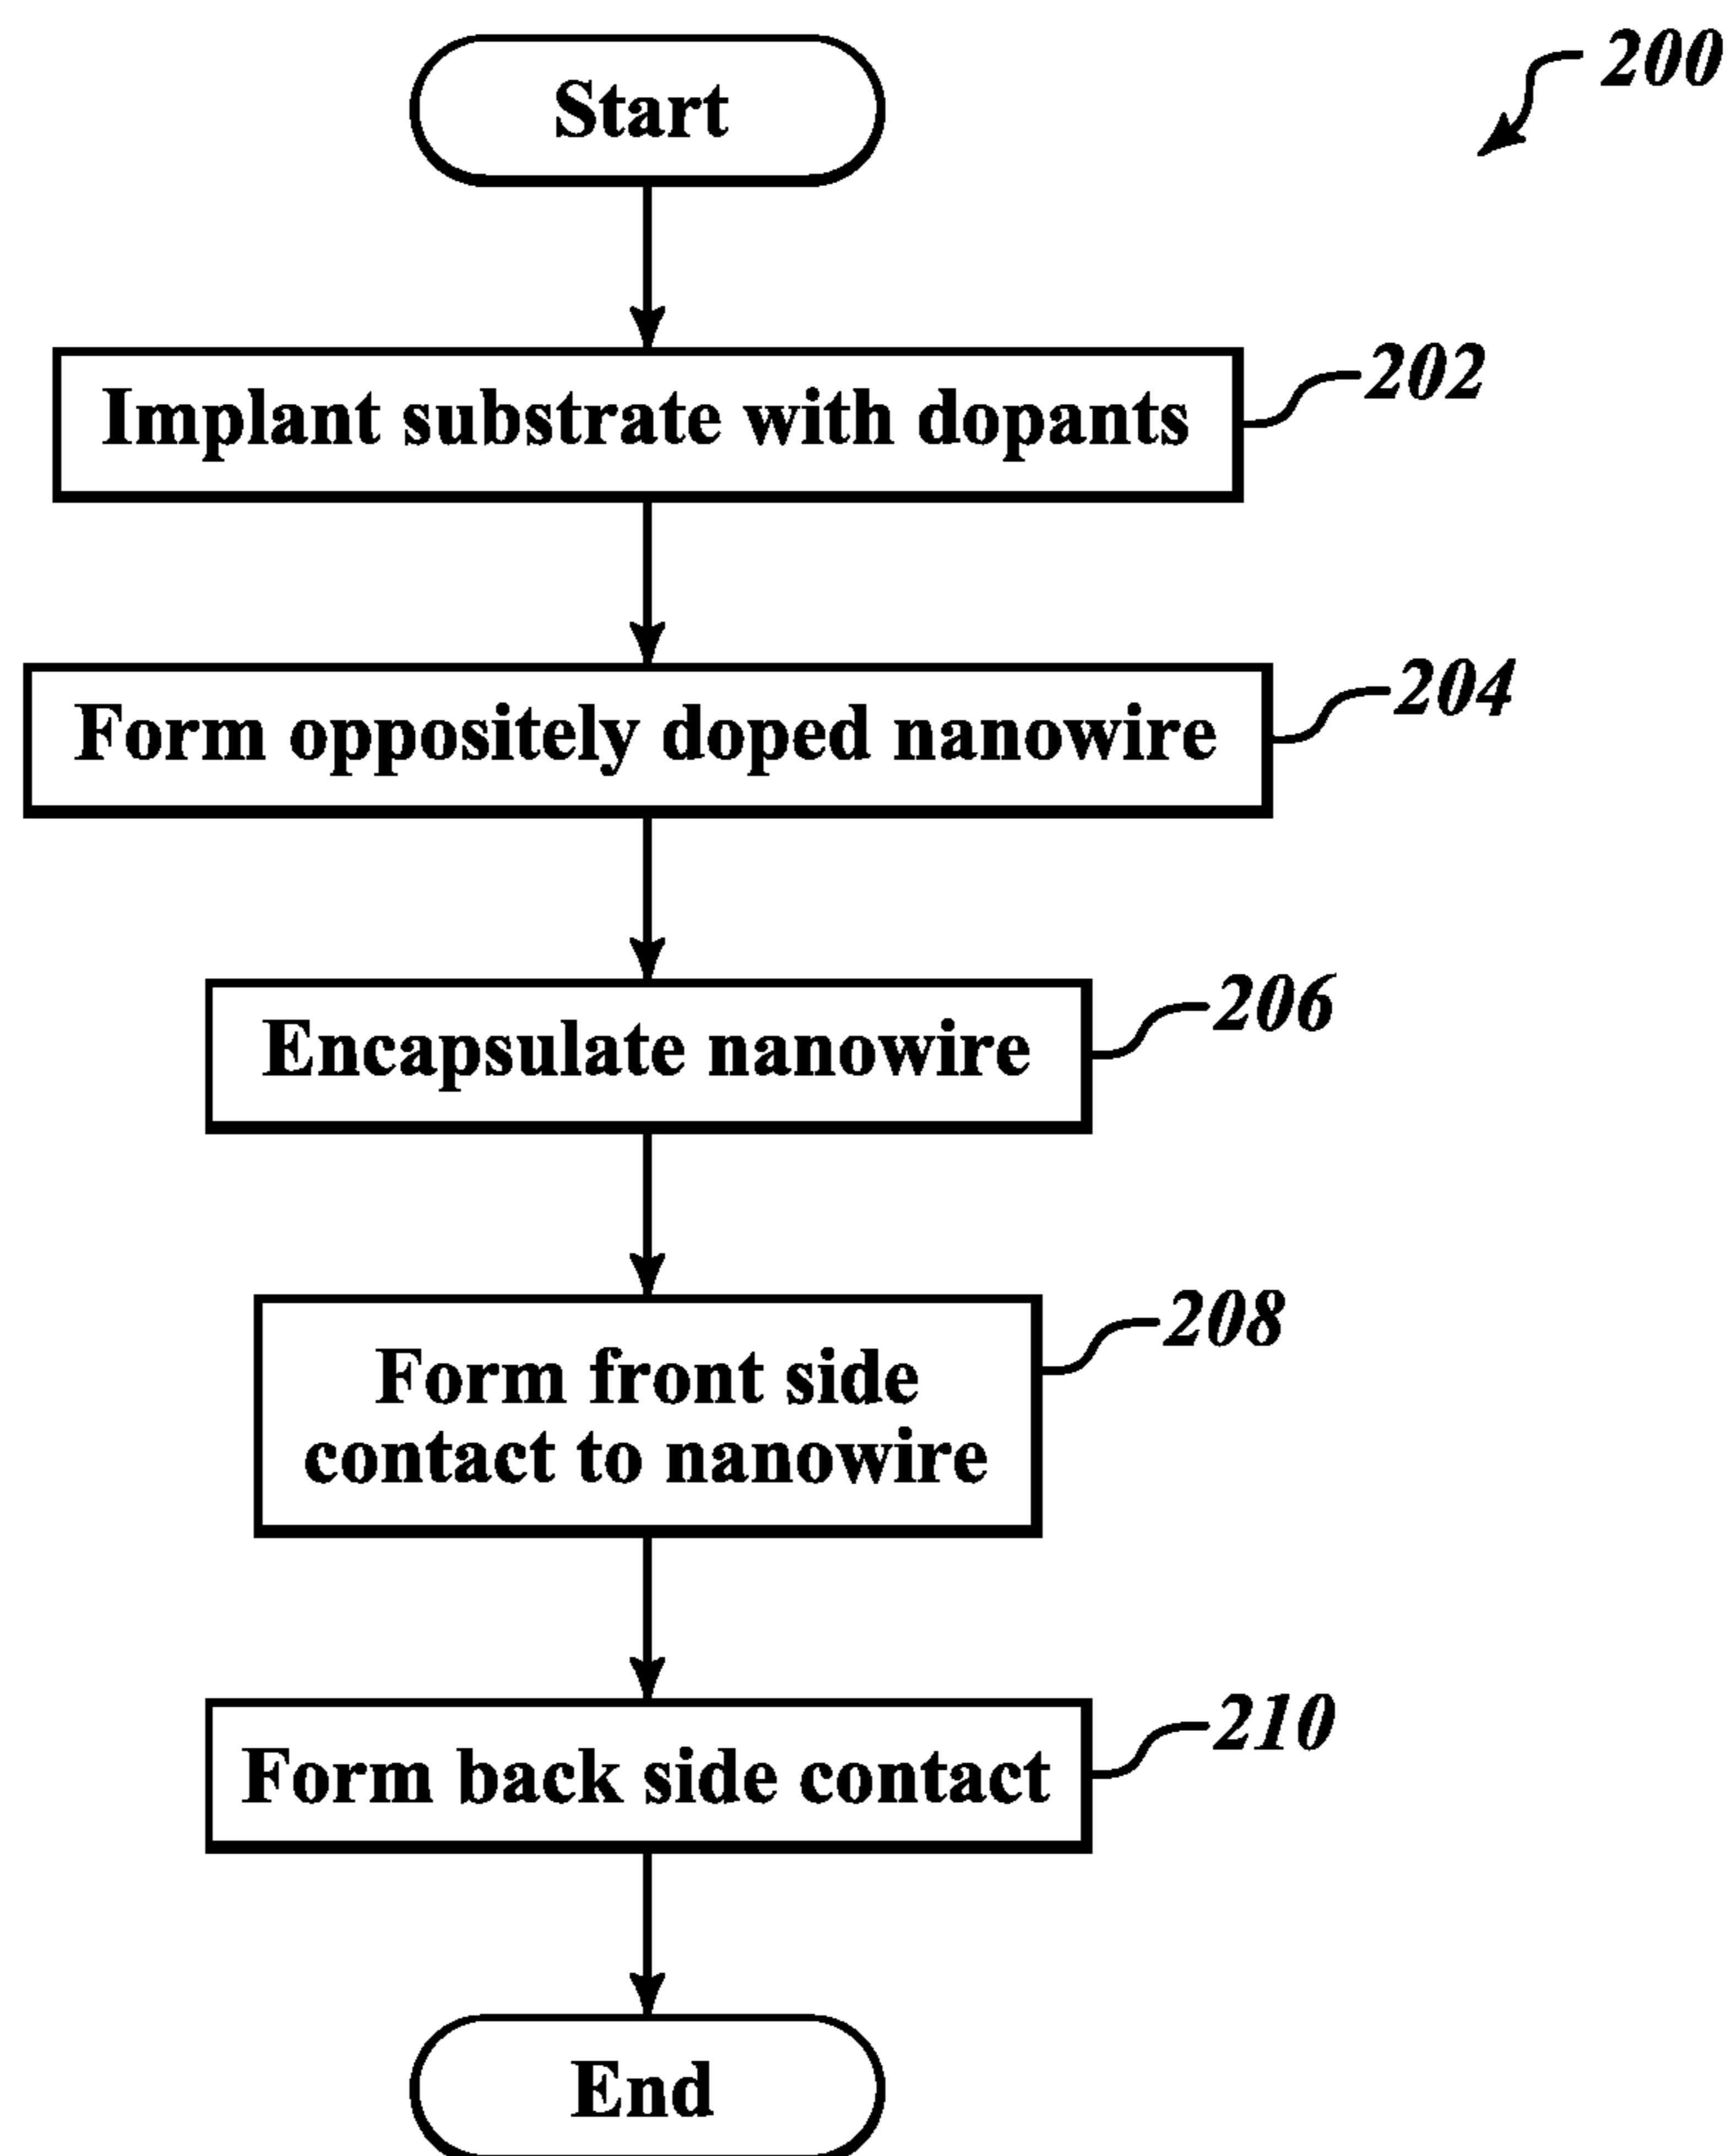 Start
200
Implant substrate with dopants
202
Form oppositely doped nanowire
204
Encapsulate nanowire
206
Form front side
contact to nanowire
208
Form back side contact
210
End